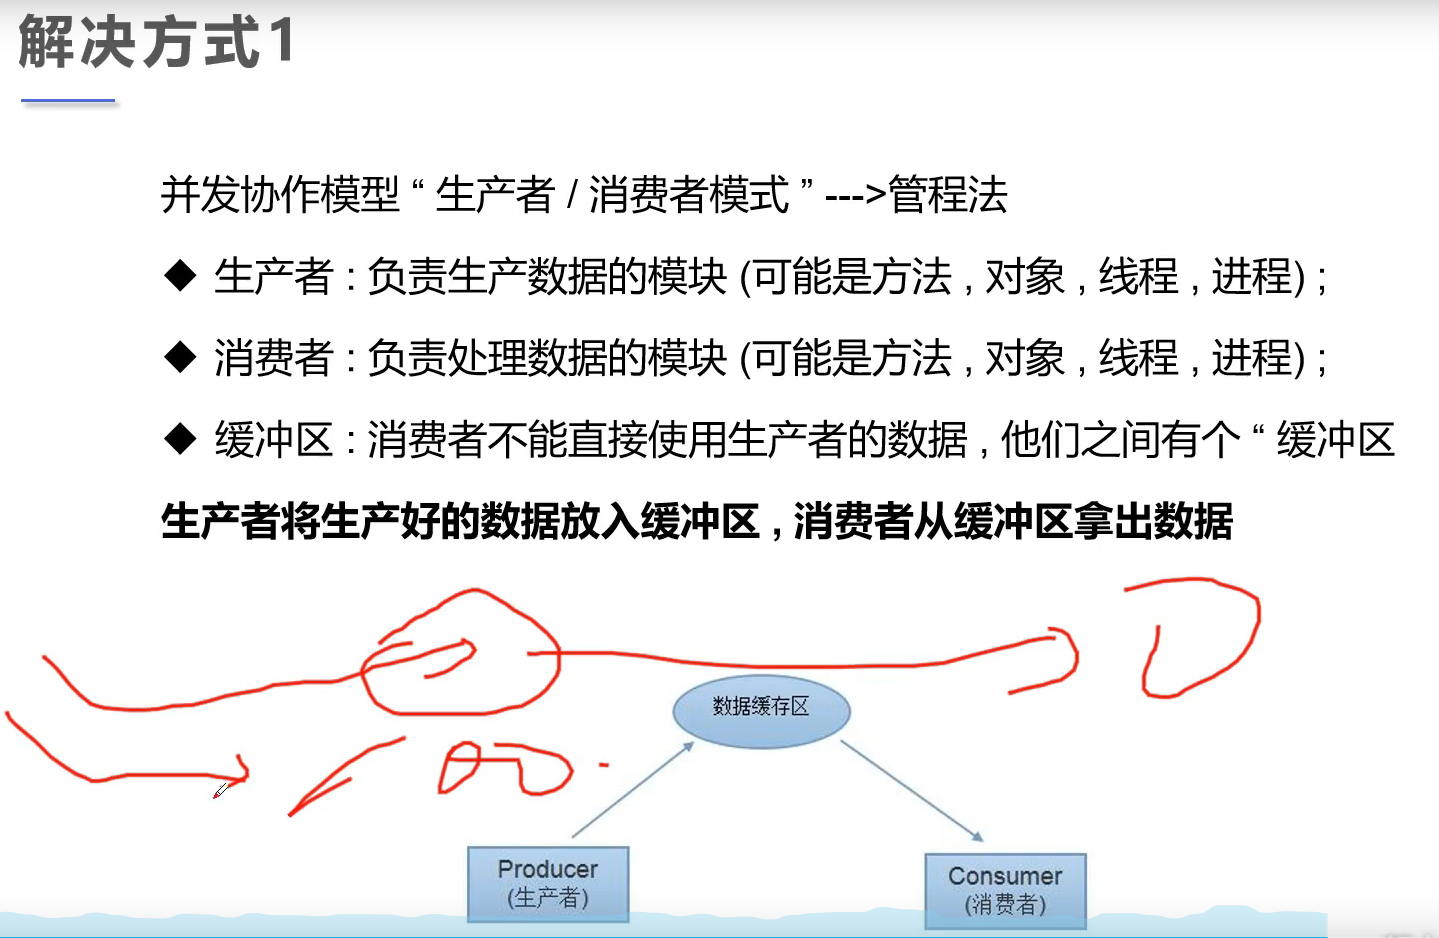 解决方式1
并发协作模型 “ 生产者 / 消费者模式 ” --->管程法
◆ 生产者 : 负责生产数据的模块 (可能是方法 , 对象 , 线程 , 进程) ;
◆ 消费者 : 负责处理数据的模块 (可能是方法 , 对象 , 线程 , 进程) ;
◆ 缓冲区 : 消费者不能直接使用生产者的数据 , 他们之间有个 “ 缓冲区
生产者将生产好的数据放入缓冲区 , 消费者从缓冲区拿出数据
数据缓存区
Producer
(生产者)
Consumer
(消费者)